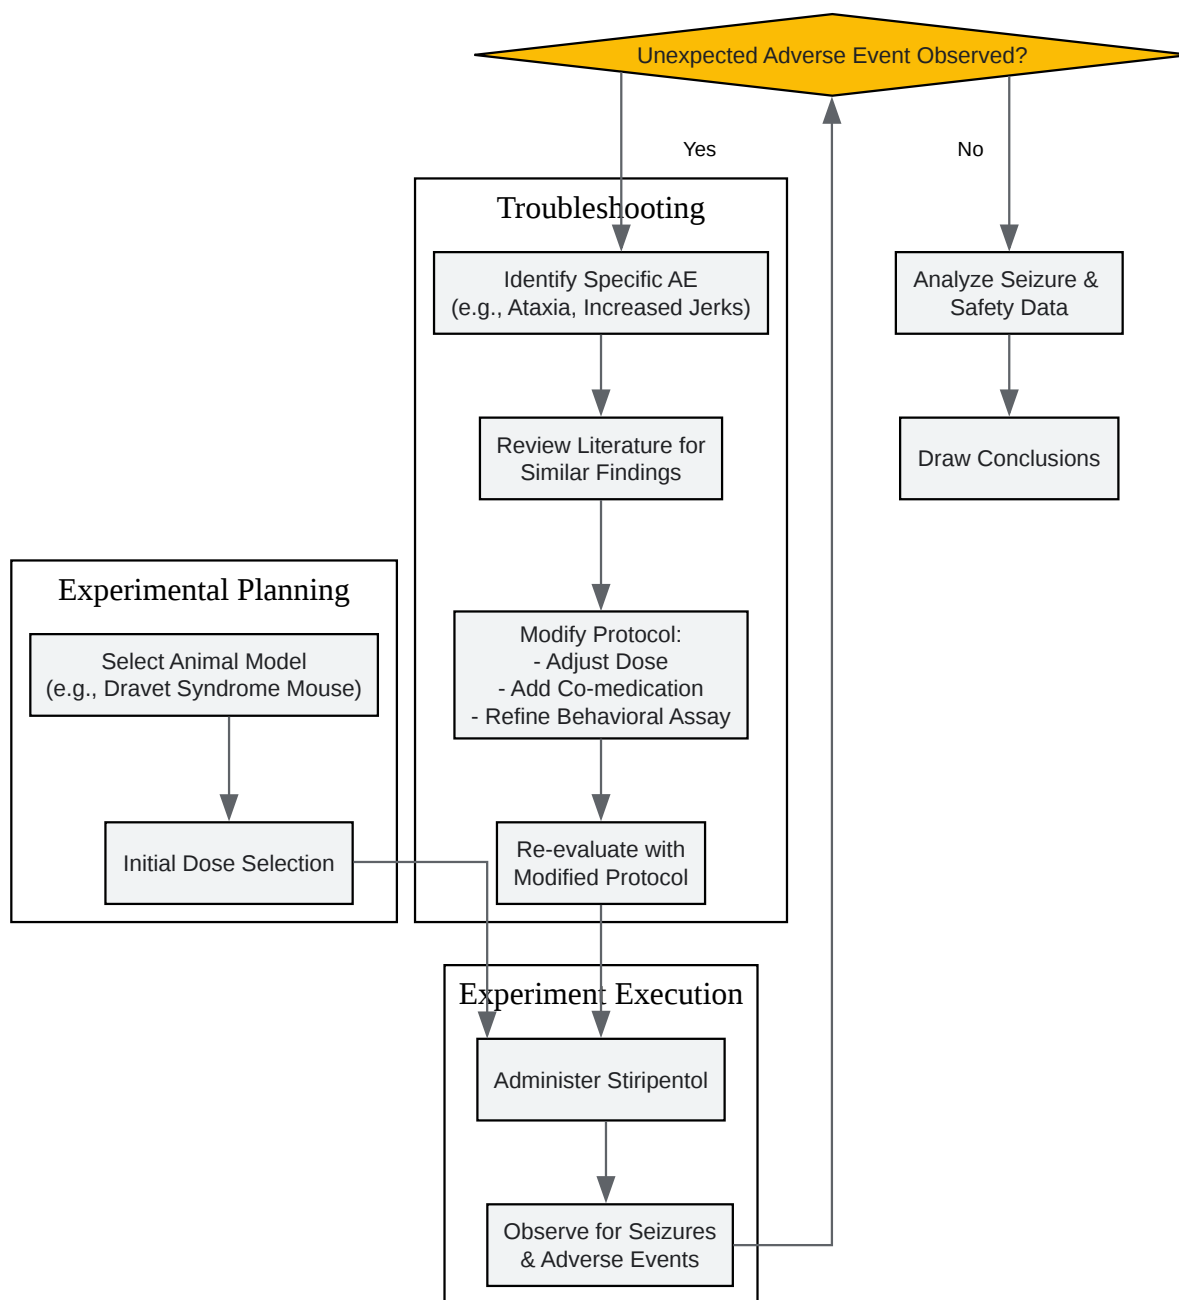 Unexpected Adverse Event Observed?
Yes
No
Troubleshooting
Identify Specific AE
(e.g., Ataxia, Increased Jerks)
Analyze Seizure &
Safety Data
Review Literature for
Similar Findings
Draw Conclusions
Experimental Planning
Select Animal Model
(e.g., Dravet Syndrome Mouse)
Modify Protocol:
- Adjust Dose
- Add Co-medication
- Refine Behavioral Assay
Initial Dose Selection
Re-evaluate with
Modified Protocol
Experiment Execution
Administer Stiripentol
Observe for Seizures
& Adverse Events